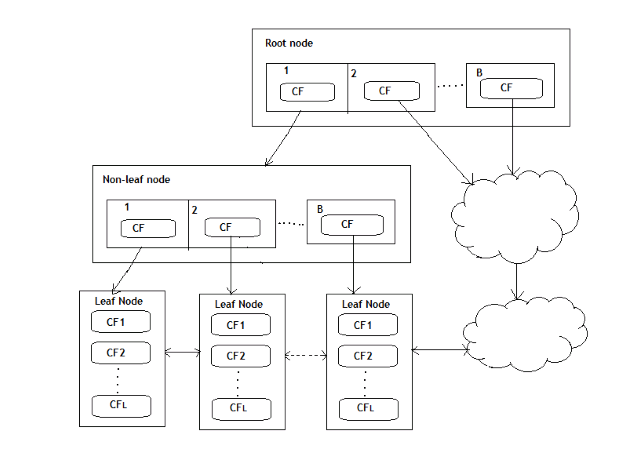 Root node
1 2 B
CF CF CF
Non-leaf node
1 2 B
CF CF CF
Leaf Node
CF1
CF2
CFL
Leaf Node
CF1
CF2
CFL
Leaf Node
CF1
CF2
CFL